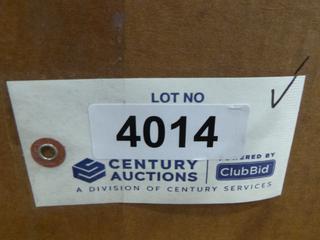 LOT NO
4014
CENTURY AUCTIONS
POWERED BY
ClubBid
A DIVISION OF CENTURY SERVICES